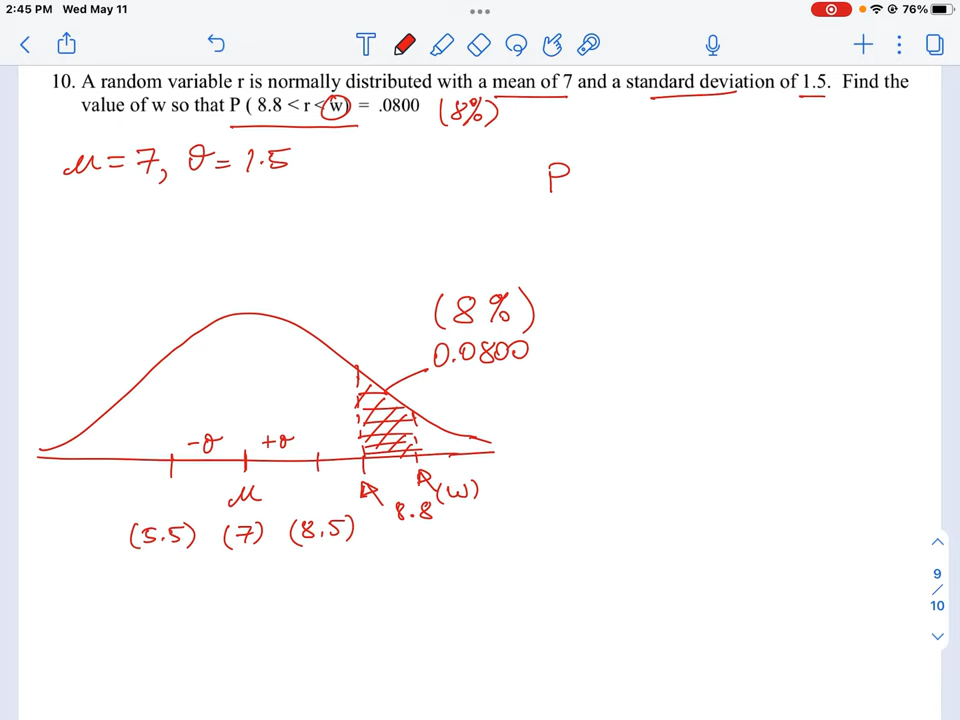 2:45 PM Wed May 11
76%
10. A random variable r is normally distributed with a mean of 7 and a standard deviation of 1.5. Find the
value of w so that P ( 8.8 < r < w) = .0800 (8%)
μ = 7, σ = 1.5
P
(8%)
0.0800
-σ +σ
μ
8.8 (w)
(5.5) (7) (8.5)
9
/
10